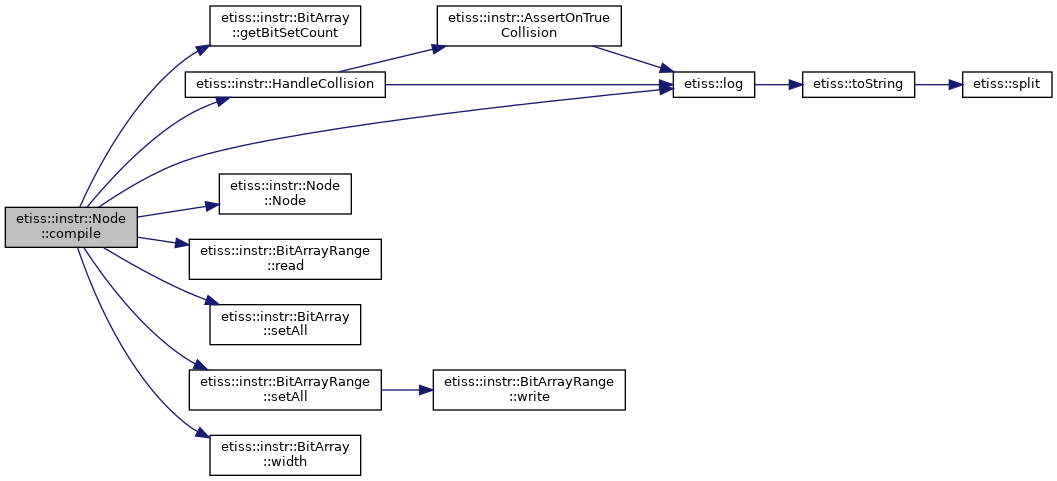 etiss::instr::BitArray
::getBitSetCount
etiss::instr::AssertOnTrue
Collision
etiss::instr::HandleCollision
etiss::log
etiss::toString
etiss::split
etiss::instr::Node
::Node
etiss::instr::Node
::compile
etiss::instr::BitArrayRange
::read
etiss::instr::BitArray
::setAll
etiss::instr::BitArrayRange
::setAll
etiss::instr::BitArrayRange
::write
etiss::instr::BitArray
::width